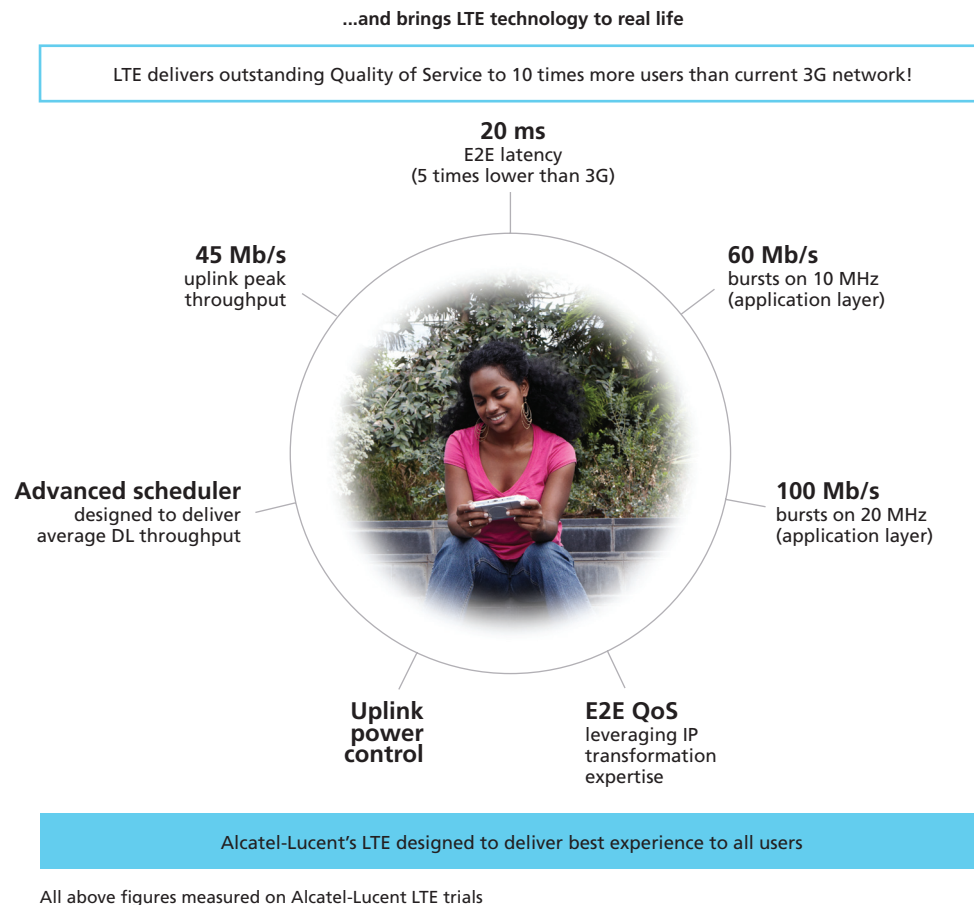 ...and brings LTE technology to real life
LTE delivers outstanding Quality of Service to 10 times more users than current 3G network!
20 ms
E2E latency
(5 times lower than 3G)
45 Mb/s
uplink peak
throughput
60 Mb/s
bursts on 10 MHz
(application layer)
Advanced scheduler
designed to deliver
average DL throughput
100 Mb/s
bursts on 20 MHz
(application layer)
Uplink
power
control
E2E QoS
leveraging IP
transformation
expertise
Alcatel-Lucent's LTE designed to deliver best experience to all users
All above figures measured on Alcatel-Lucent LTE trials